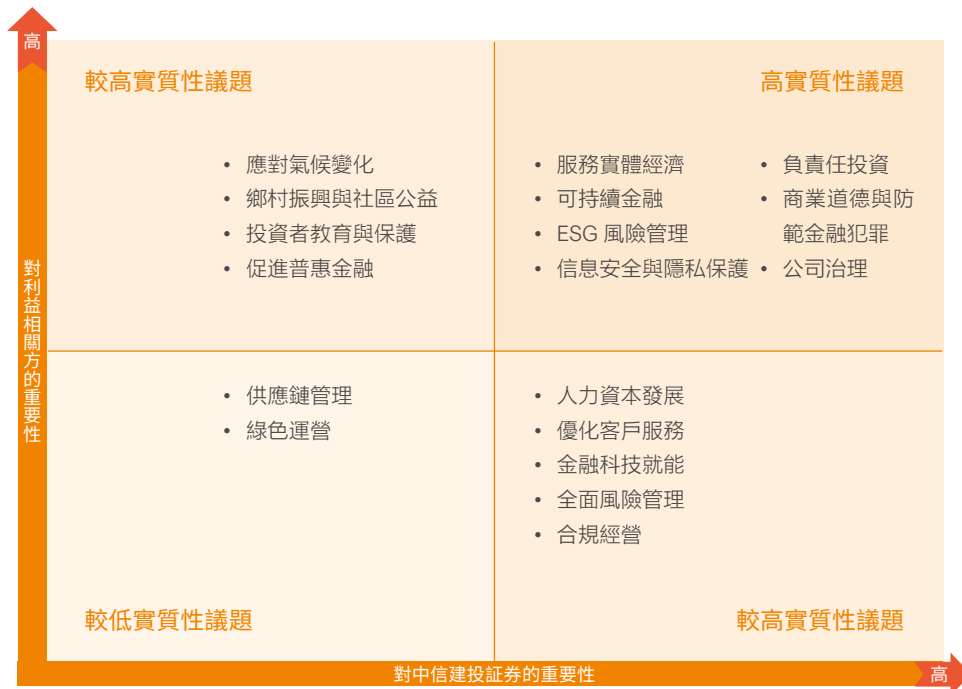 高
對利益相關方的重要性
較高實質性議題
• 應對氣候變化
• 鄉村振興與社區公益
• 投資者教育與保護
• 促進普惠金融
高實質性議題
• 服務實體經濟
• 可持續金融
• ESG 風險管理
• 信息安全與隱私保護
• 負責任投資
• 商業道德與防
範金融犯罪
• 公司治理
• 供應鏈管理
• 綠色運營
較低實質性議題
• 人力資本發展
• 優化客戶服務
• 金融科技就能
• 全面風險管理
• 合規經營
較高實質性議題
對中信建投証券的重要性
高